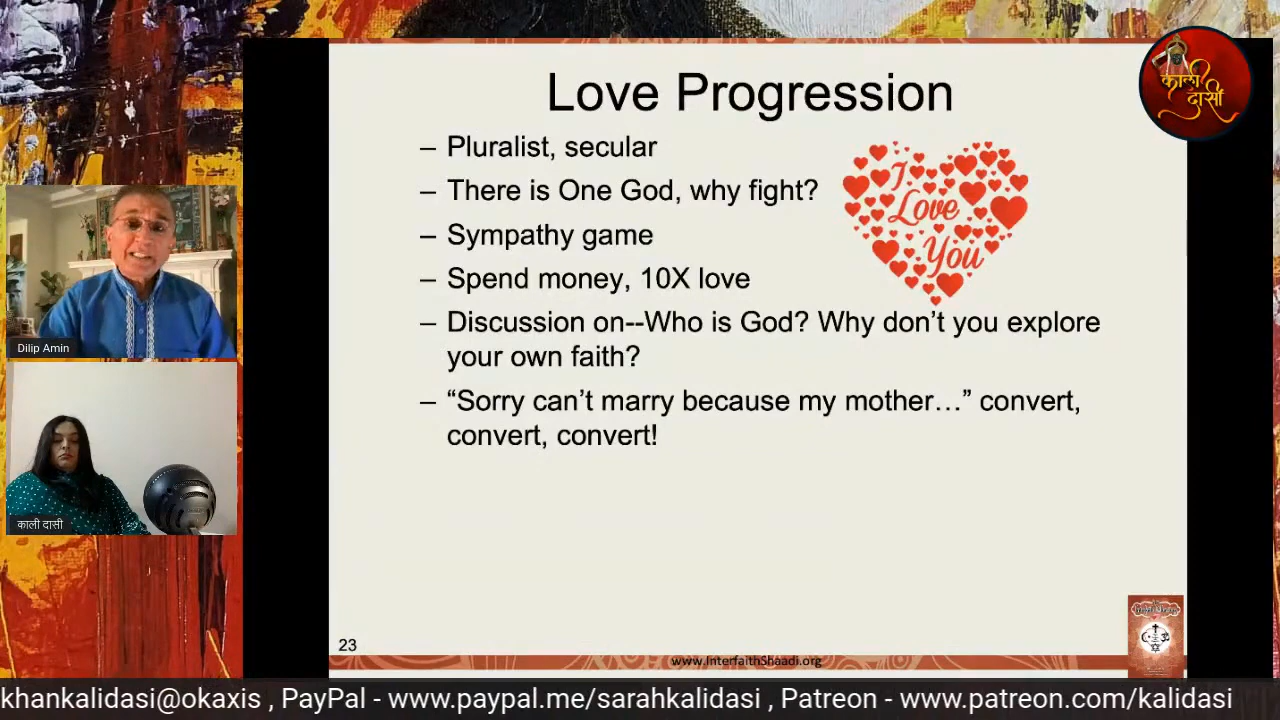 Love Progression
– Pluralist, secular
– There is One God, why fight?
– Sympathy game
– Spend money, 10X love
– Discussion on--Who is God? Why don’t you explore
your own faith?
– “Sorry can’t marry because my mother…” convert,
convert, convert!
I
Love
You
काली
दासी
Dilip Amin
काली दासी
23
www.InterfaithShaadi.org
khankalidasi@okaxis , PayPal - www.paypal.me/sarahkalidasi , Patreon - www.patreon.com/kalidasi